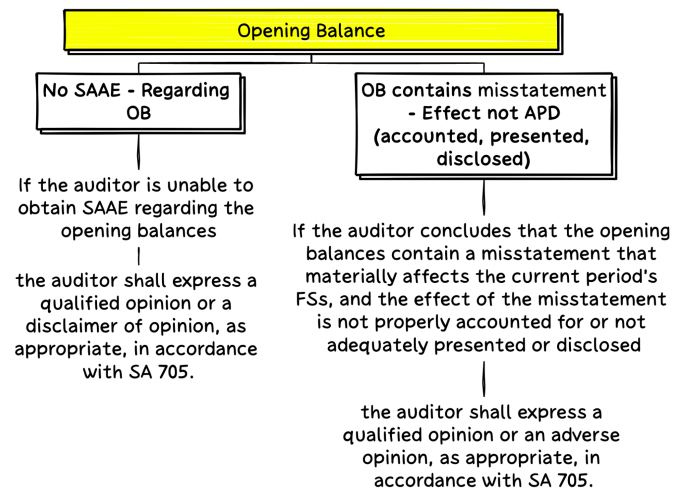 Opening Balance
No SAAE - Regarding
OB
If the auditor is unable to
obtain SAAE regarding the
opening balances
the auditor shall express a
qualified opinion or a
disclaimer of opinion, as
appropriate, in accordance
with SA 705.
OB contains misstatement
- Effect not APD
(accounted, presented,
disclosed)
If the auditor concludes that the opening
balances contain a misstatement that
materially affects the current period's
FSs, and the effect of the misstatement
is not properly accounted for or not
adequately presented or disclosed
the auditor shall express a
qualified opinion or an adverse
opinion, as appropriate, in
accordance with SA 705.